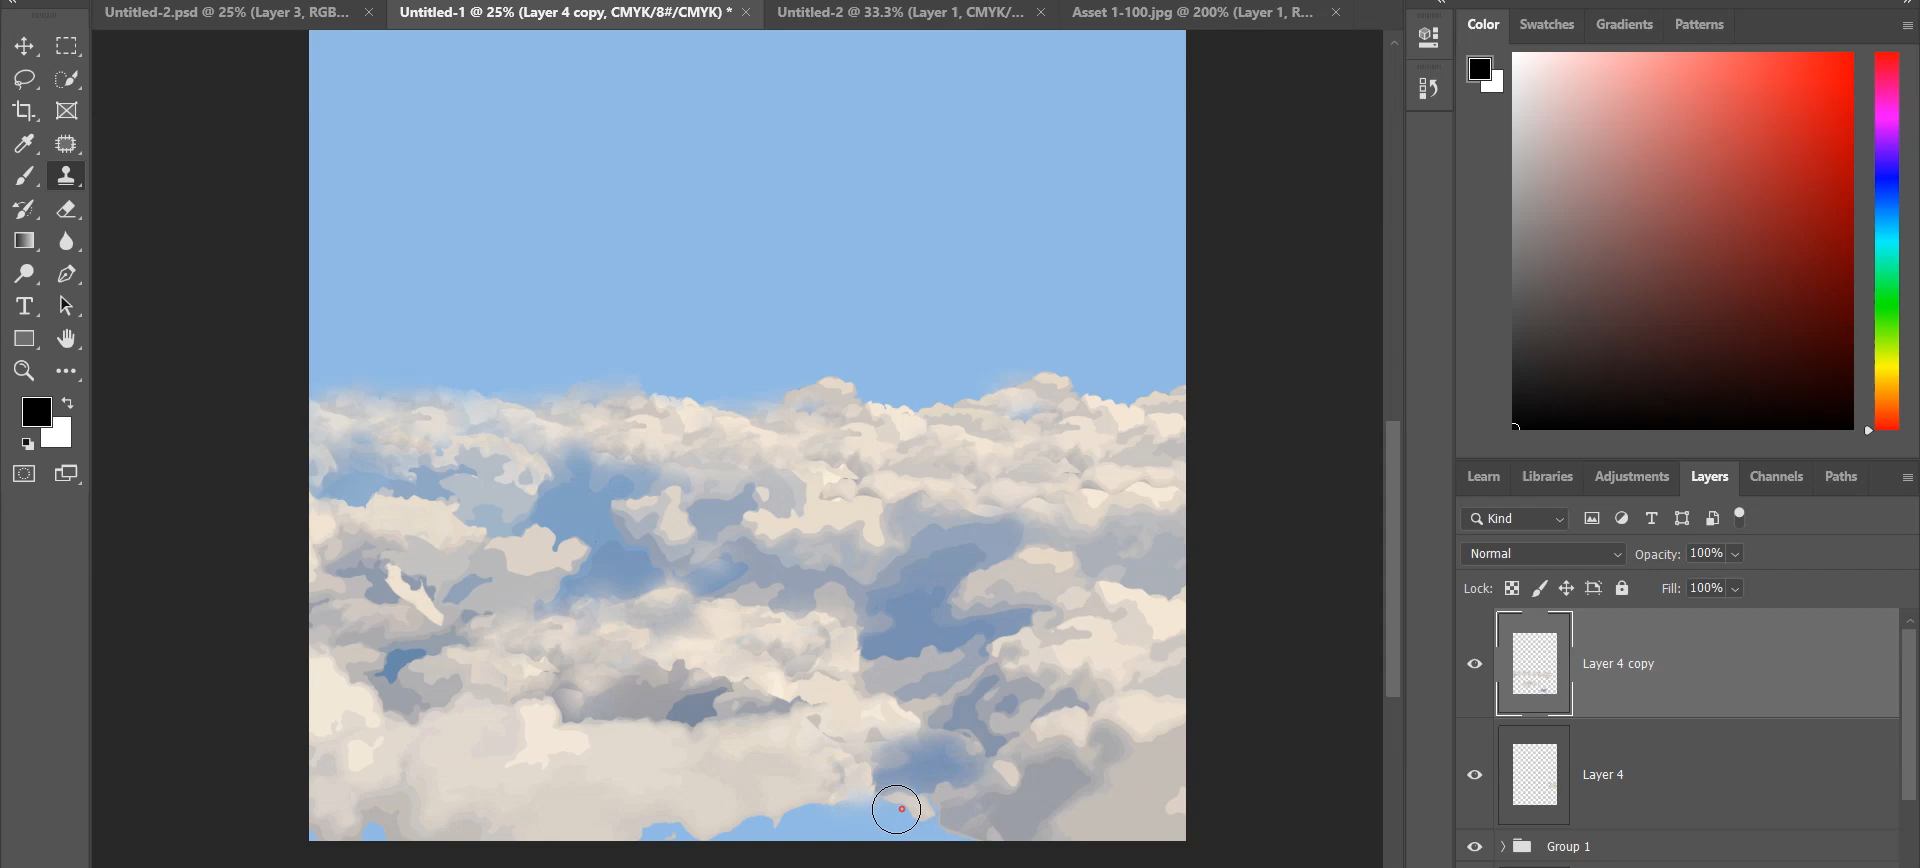 Untitled-2.psd @ 25% (Layer 3, RGB...
Untitled-1 @ 25% (Layer 4 copy, CMYK/8#/CMYK) *
Untitled-2 @ 33.3% (Layer 1, CMYK/...
Asset 1-100.jpg @ 200% (Layer 1, R...
Color
Swatches
Gradients
Patterns
Learn
Libraries
Adjustments
Layers
Channels
Paths
Kind
Normal
Opacity: 100%
Lock:
Fill: 100%
Layer 4 copy
Layer 4
Group 1